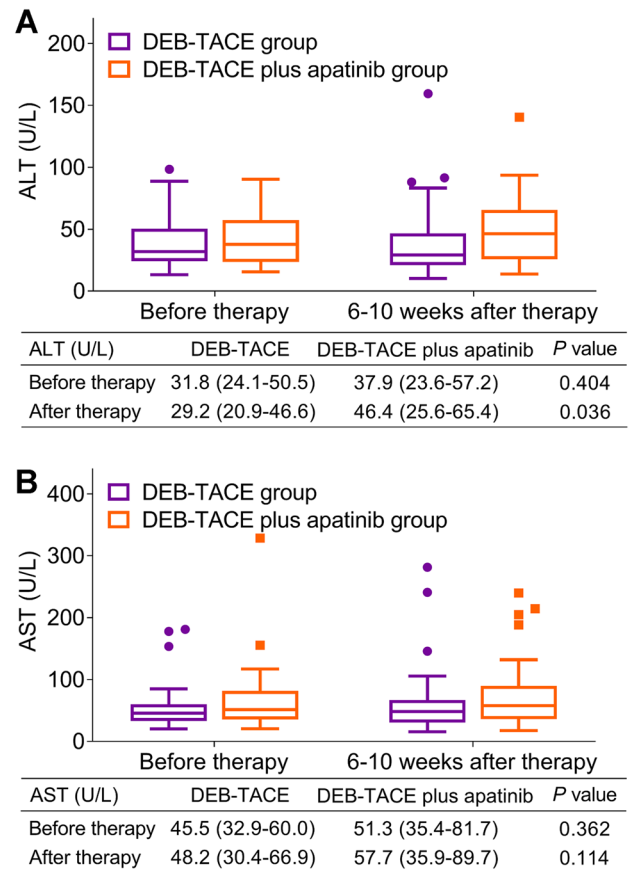 A
ALT (U/L)
200
150
100
50
0
DEB-TACE group
DEB-TACE plus apatinib group
Before therapy 6-10 weeks after therapy
ALT (U/L) DEB-TACE DEB-TACE plus apatinib P value
Before therapy 31.8 (24.1-50.5) 37.9 (23.6-57.2) 0.404
After therapy 29.2 (20.9-46.6) 46.4 (25.6-65.4) 0.036
B
AST (U/L)
400
300
200
100
0
DEB-TACE group
DEB-TACE plus apatinib group
Before therapy 6-10 weeks after therapy
AST (U/L) DEB-TACE DEB-TACE plus apatinib P value
Before therapy 45.5 (32.9-60.0) 51.3 (35.4-81.7) 0.362
After therapy 48.2 (30.4-66.9) 57.7 (35.9-89.7) 0.114